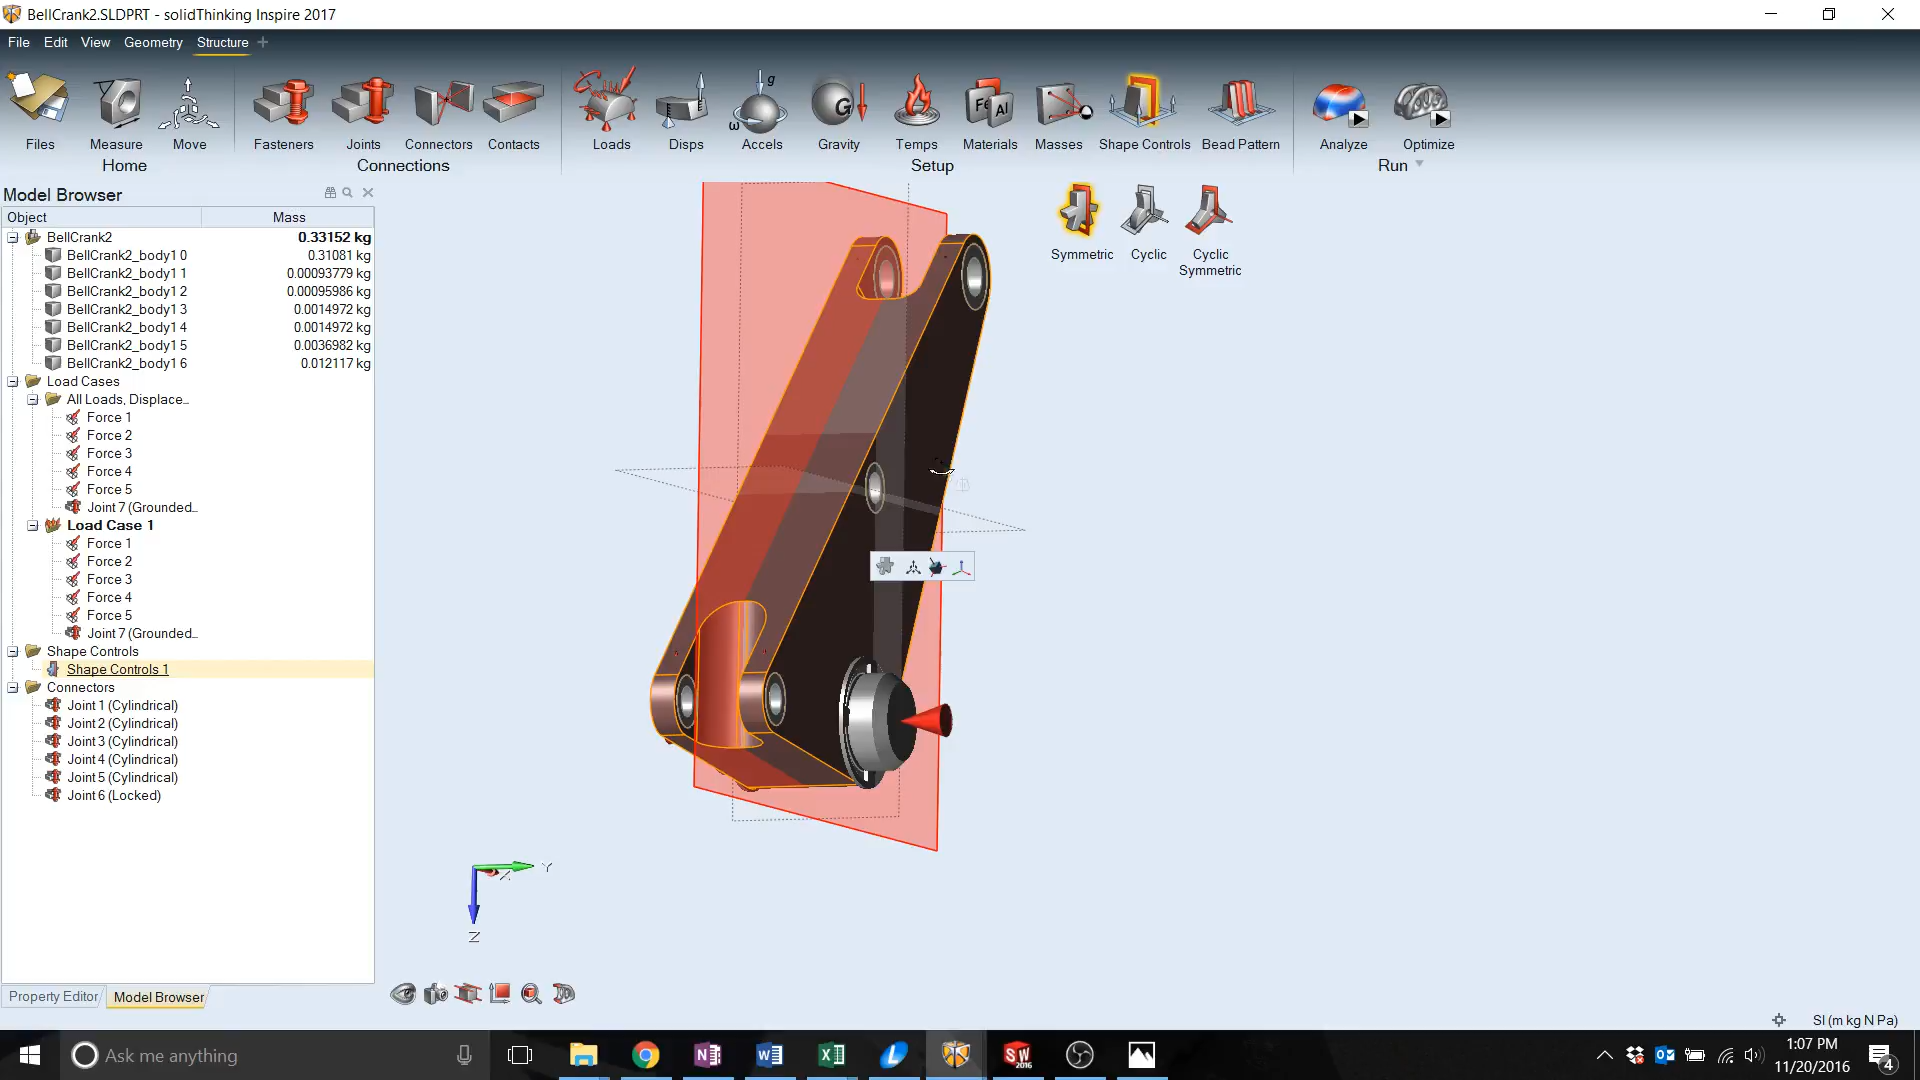 BellCrank2.SLDPRT - solidThinking Inspire 2017
File Edit View Geometry Structure
Files Measure Move Fasteners Joints Connectors Contacts Loads Disps Accels Gravity Temps Materials Masses Shape Controls Bead Pattern Analyze Optimize
Home Connections Setup Run
g
ω
G
Fe
Al
Symmetric Cyclic Cyclic
Symmetric
Model Browser
Object Mass
BellCrank2 0.33152 kg
BellCrank2_body1 0 0.31081 kg
BellCrank2_body1 1 0.00093779 kg
BellCrank2_body1 2 0.00095986 kg
BellCrank2_body1 3 0.0014972 kg
BellCrank2_body1 4 0.0014972 kg
BellCrank2_body1 5 0.0036982 kg
BellCrank2_body1 6 0.012117 kg
Load Cases
All Loads, Displace...
Force 1
Force 2
Force 3
Force 4
Force 5
Joint 7 (Grounded...
Load Case 1
Force 1
Force 2
Force 3
Force 4
Force 5
Joint 7 (Grounded...
Shape Controls
Shape Controls 1
Connectors
Joint 1 (Cylindrical)
Joint 2 (Cylindrical)
Joint 3 (Cylindrical)
Joint 4 (Cylindrical)
Joint 5 (Cylindrical)
Joint 6 (Locked)
Y
X
Z
Property Editor Model Browser
SI (m kg N Pa)
Ask me anything
SW
2016
1:07 PM
11/20/2016
4